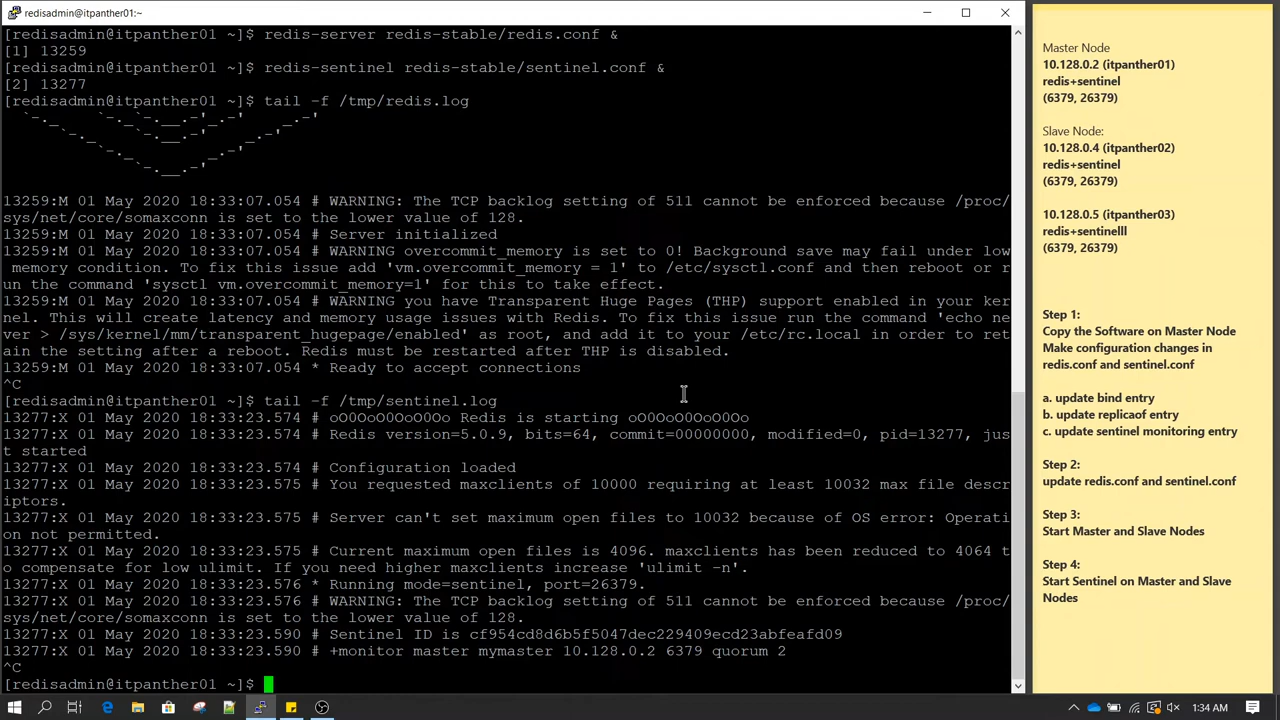 redisadmin@itpanther01:~
[redisadmin@itpanther01 ~]$ redis-server redis-stable/redis.conf &
[1] 13259
[redisadmin@itpanther01 ~]$ redis-sentinel redis-stable/sentinel.conf &
[2] 13277
[redisadmin@itpanther01 ~]$ tail -f /tmp/redis.log
  `-._    `-._`-.__.-'_.-'    _.-'
      `-._    `-.__.-'    _.-'
          `-._        _.-'
              `-.__.-'
13259:M 01 May 2020 18:33:07.054 # WARNING: The TCP backlog setting of 511 cannot be enforced because /proc/
sys/net/core/somaxconn is set to the lower value of 128.
13259:M 01 May 2020 18:33:07.054 # Server initialized
13259:M 01 May 2020 18:33:07.054 # WARNING overcommit_memory is set to 0! Background save may fail under low
 memory condition. To fix this issue add 'vm.overcommit_memory = 1' to /etc/sysctl.conf and then reboot or r
un the command 'sysctl vm.overcommit_memory=1' for this to take effect.
13259:M 01 May 2020 18:33:07.054 # WARNING you have Transparent Huge Pages (THP) support enabled in your ker
nel. This will create latency and memory usage issues with Redis. To fix this issue run the command 'echo ne
ver > /sys/kernel/mm/transparent_hugepage/enabled' as root, and add it to your /etc/rc.local in order to ret
ain the setting after a reboot. Redis must be restarted after THP is disabled.
13259:M 01 May 2020 18:33:07.054 * Ready to accept connections
^C
[redisadmin@itpanther01 ~]$ tail -f /tmp/sentinel.log
13277:X 01 May 2020 18:33:23.574 # oO0OoO0OoO0Oo Redis is starting oO0OoO0OoO0Oo
13277:X 01 May 2020 18:33:23.574 # Redis version=5.0.9, bits=64, commit=00000000, modified=0, pid=13277, jus
t started
13277:X 01 May 2020 18:33:23.574 # Configuration loaded
13277:X 01 May 2020 18:33:23.574 # You requested maxclients of 10000 requiring at least 10032 max file descr
iptors.
13277:X 01 May 2020 18:33:23.575 # Server can't set maximum open files to 10032 because of OS error: Operati
on not permitted.
13277:X 01 May 2020 18:33:23.575 # Current maximum open files is 4096. maxclients has been reduced to 4064 t
o compensate for low ulimit. If you need higher maxclients increase 'ulimit -n'.
13277:X 01 May 2020 18:33:23.576 * Running mode=sentinel, port=26379.
13277:X 01 May 2020 18:33:23.576 # WARNING: The TCP backlog setting of 511 cannot be enforced because /proc/
sys/net/core/somaxconn is set to the lower value of 128.
13277:X 01 May 2020 18:33:23.590 # Sentinel ID is cf954cd8d6b5f5047dec229409ecd23abfeafd09
13277:X 01 May 2020 18:33:23.590 # +monitor master mymaster 10.128.0.2 6379 quorum 2
^C
[redisadmin@itpanther01 ~]$
Master Node
10.128.0.2 (itpanther01)
redis+sentinel
(6379, 26379)
Slave Node:
10.128.0.4 (itpanther02)
redis+sentinel
(6379, 26379)
10.128.0.5 (itpanther03)
redis+sentinelll
(6379, 26379)
Step 1:
Copy the Software on Master Node
Make configuration changes in
redis.conf and sentinel.conf
a. update bind entry
b. update replicaof entry
c. update sentinel monitoring entry
Step 2:
update redis.conf and sentinel.conf
Step 3:
Start Master and Slave Nodes
Step 4:
Start Sentinel on Master and Slave
Nodes
1:34 AM